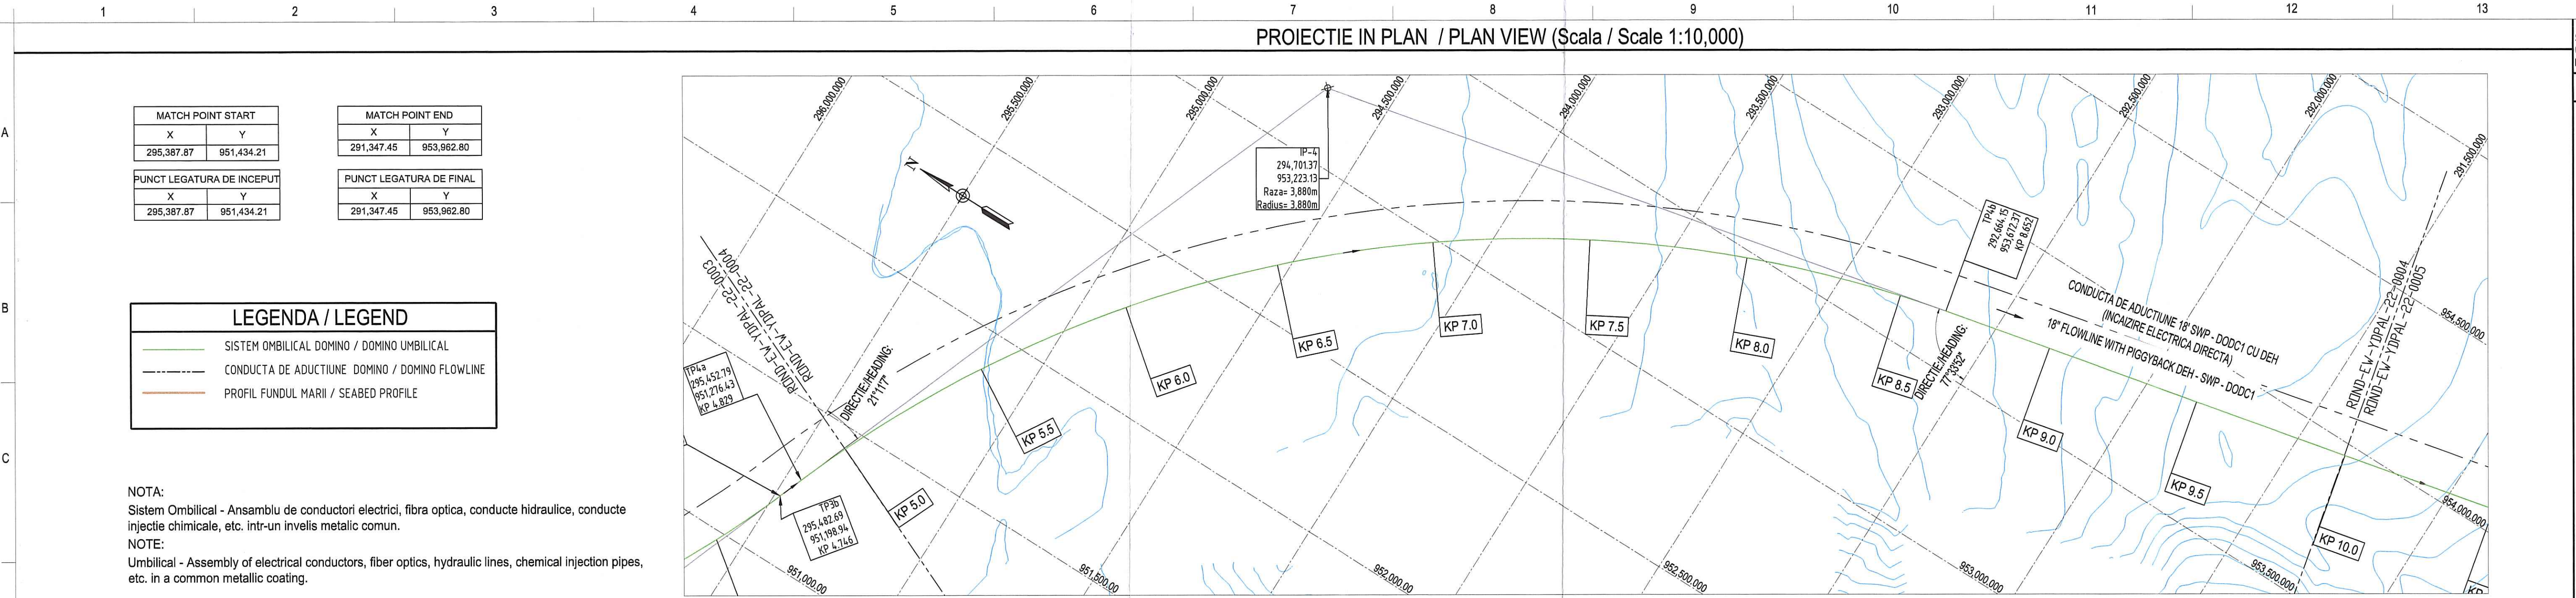 1 2 3 4 5 6 7 8 9 10 11 12 13
PROIECTIE IN PLAN / PLAN VIEW (Scala / Scale 1:10,000)
A
B
C
MATCH POINT START
X Y
295,387.87 951,434.21
MATCH POINT END
X Y
291,347.45 953,962.80
PUNCT LEGATURA DE INCEPUT
X Y
295,387.87 951,434.21
PUNCT LEGATURA DE FINAL
X Y
291,347.45 953,962.80
LEGENDA / LEGEND
SISTEM OMBILICAL DOMINO / DOMINO UMBILICAL
CONDUCTA DE ADUCTIUNE DOMINO / DOMINO FLOWLINE
PROFIL FUNDUL MARII / SEABED PROFILE
NOTA:
Sistem Ombilical - Ansamblu de conductori electrici, fibra optica, conducte hidraulice, conducte
injectie chimicale, etc. intr-un invelis metalic comun.
NOTE:
Umbilical - Assembly of electrical conductors, fiber optics, hydraulic lines, chemical injection pipes,
etc. in a common metallic coating.
296,000.000
295,500.000
295,000.000
294,500.000
294,000.000
293,500.000
293,000.000
292,500.000
292,000.000
291,500.000
N
IP-4
294,701.37
953,223.13
Raza= 3,880m
Radius= 3,880m
ROND-EW-YDPAL-22-0003
ROND-EW-YDPAL-22-0004
TP4a
295,452.79
951,276.43
KP 4.829
DIRECTIE/HEADING:
21°11'7"
TP3b
295,482.69
951,198.94
KP 4.746
KP 5.0
KP 5.5
KP 6.0
KP 6.5
KP 7.0
KP 7.5
KP 8.0
KP 8.5
TP4b
292,664.15
953,672.37
KP 8.652
DIRECTIE/HEADING:
77°33'52"
CONDUCTA DE ADUCTIUNE 18' SWP - DODC1 CU DEH
(INCAIZIRE ELECTRICA DIRECTA)
18" FLOWLINE WITH PIGGYBACK DEH - SWP - DODC1
KP 9.0
KP 9.5
KP 10.0
KP
ROND-EW-YDPAL-22-0004
ROND-EW-YDPAL-22-0005
954,500.000
954,000.000
951,000.00
951,500.00
952,000.000
952,500.000
953,000.000
953,500.000